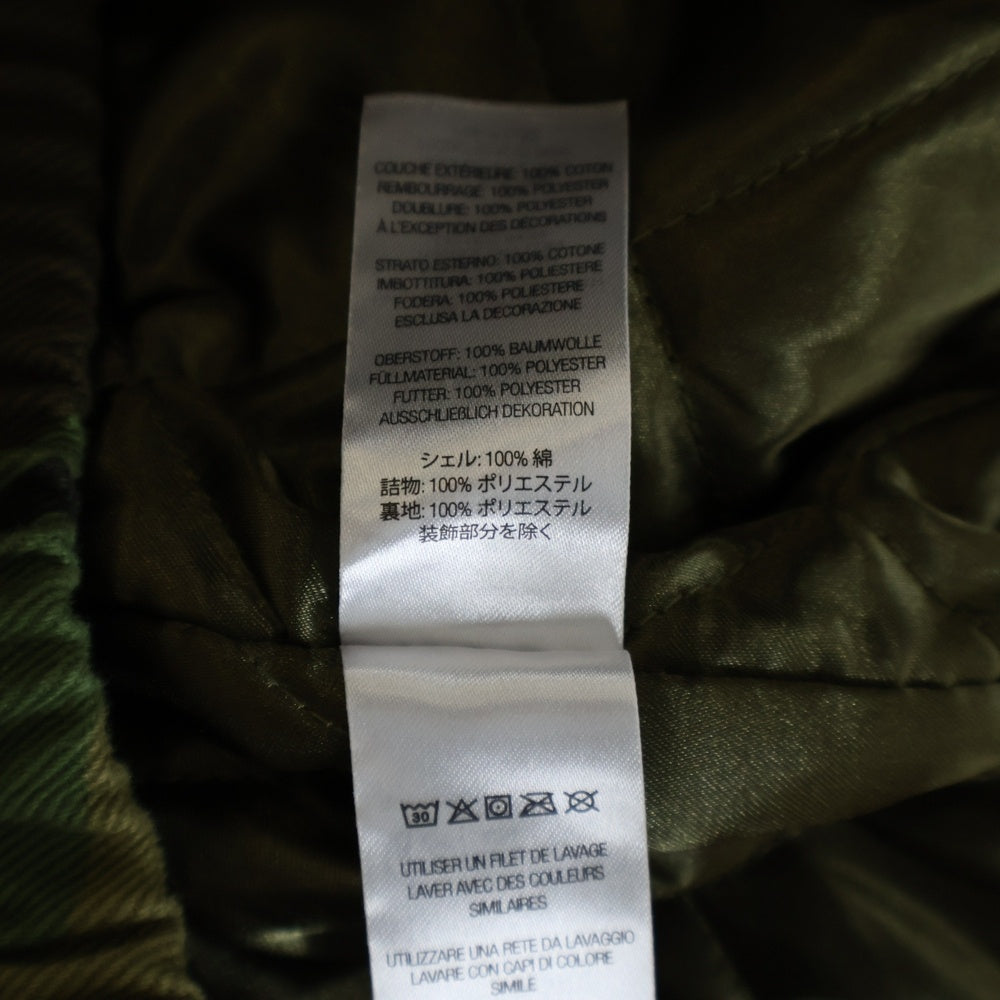 COUCHE EXTÉRIEURE: 100% COTON
REMBOURRAGE: 100% POLYESTER
DOUBLURE: 100% POLYESTER
À L'EXCEPTION DES DECORATIONS
STRATO ESTERNO: 100% COTONE
IMBOTTITURA: 100% POLIESTERE
FODERA: 100% POLIESTERE
ESCLUSA LA DECORAZIONE
OBERSTOFF: 100% BAUMWOLLE
FÜLLMATERIAL: 100% POLYESTER
FUTTER: 100% POLYESTER
AUSSCHLIEßLICH DEKORATION
シェル: 100% 綿
詰物: 100% ポリエステル
裏地: 100% ポリエステル
装飾部分を除く
30
UTILISER UN FILET DE LAVAGE
LAVER AVEC DES COULEURS
SIMILAIRES
UTILIZZARE UNA RETE DA LAVAGGIO
LAVARE CON CAPI DI COLORE
SIMILE